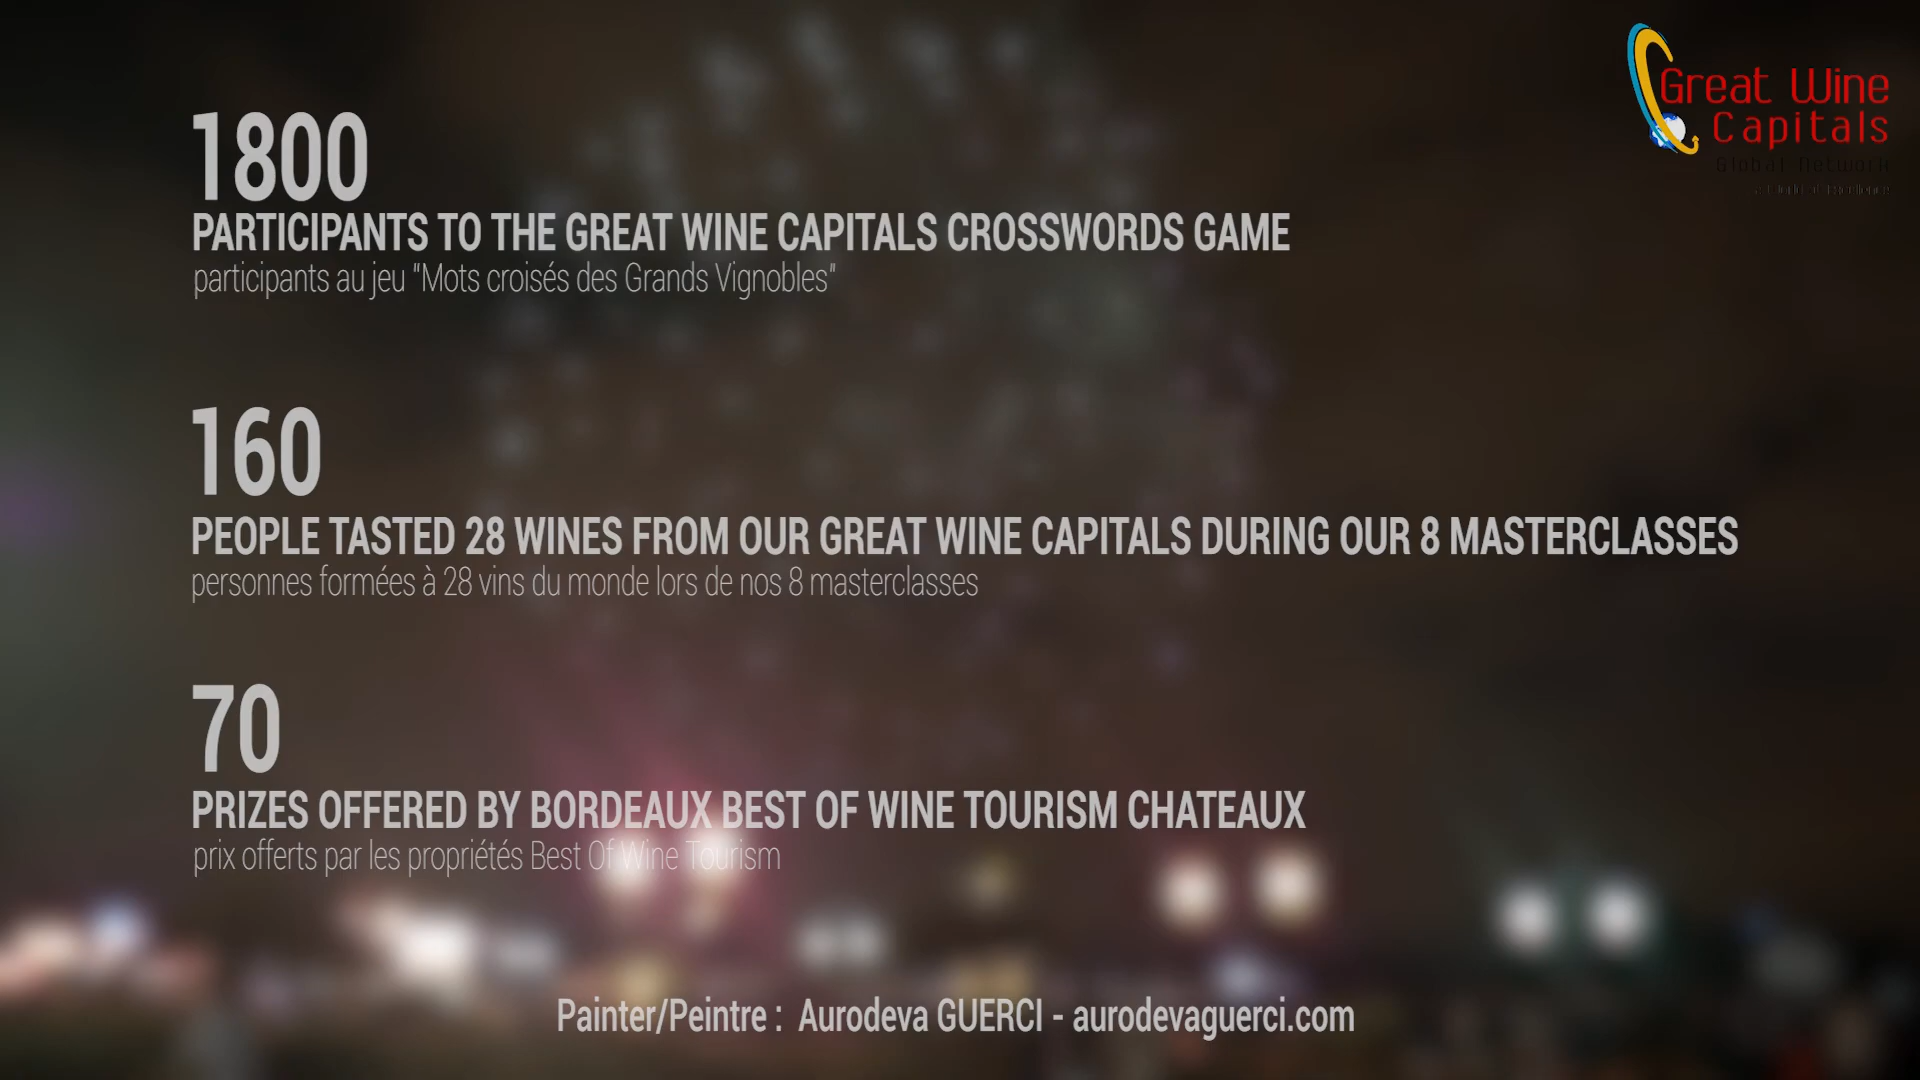 Great Wine
Capitals
Global Network
1800
PARTICIPANTS TO THE GREAT WINE CAPITALS CROSSWORDS GAME
participants au jeu "Mots croisés des Grands Vignobles"
160
PEOPLE TASTED 28 WINES FROM OUR GREAT WINE CAPITALS DURING OUR 8 MASTERCLASSES
personnes formées à 28 vins du monde lors de nos 8 masterclasses
70
PRIZES OFFERED BY BORDEAUX BEST OF WINE TOURISM CHATEAUX
prix offerts par les propriétés Best Of Wine Tourism
Painter/Peintre : Aurodeva GUERCI - aurodevaguerci.com